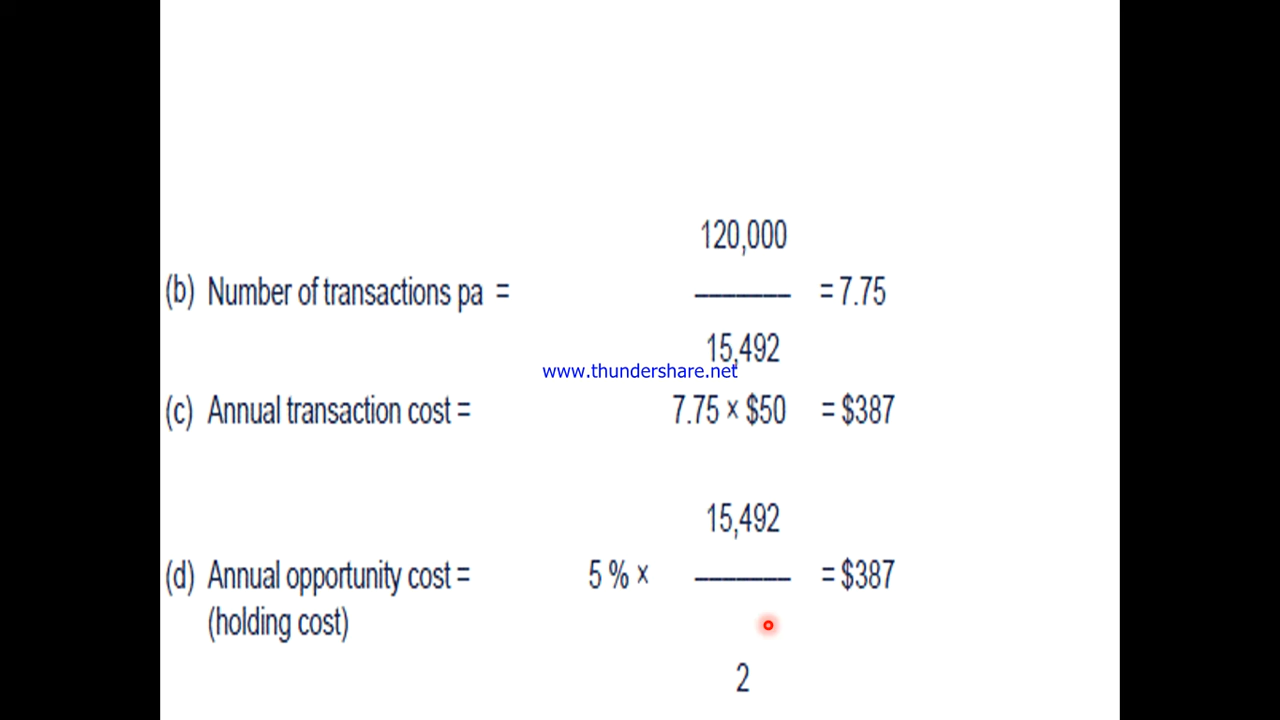 120,000
(b) Number of transactions pa = = 7.75
15,492
www.thundershare.net
(c) Annual transaction cost = 7.75 × $50 = $387
15,492
(d) Annual opportunity cost = 5 % × = $387
(holding cost)
2